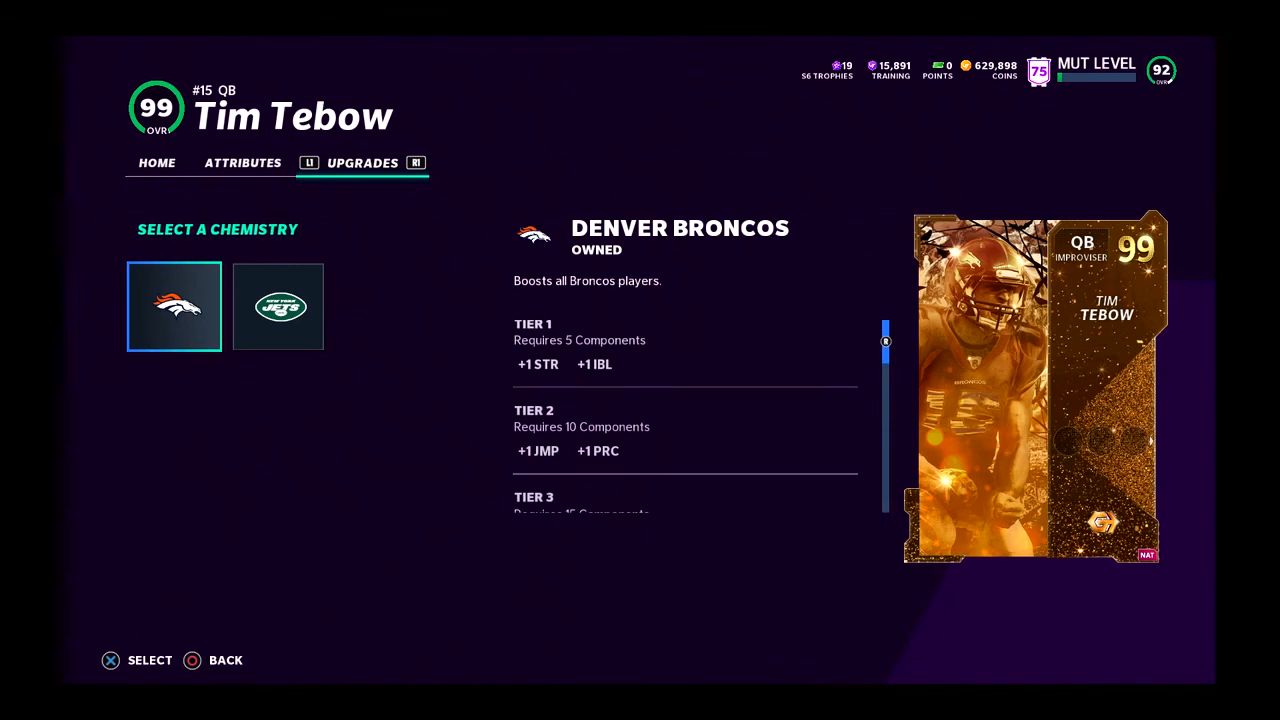 19
S6 TROPHIES
15,891
TRAINING
0
POINTS
629,898
COINS
75
MUT LEVEL
92
OVR
99
OVR
#15 QB
Tim Tebow
HOME
ATTRIBUTES
L1
UPGRADES
R1
SELECT A CHEMISTRY
NEW YORK
JETS
DENVER BRONCOS
OWNED
Boosts all Broncos players.
TIER 1
Requires 5 Components
+1 STR +1 IBL
TIER 2
Requires 10 Components
+1 JMP +1 PRC
TIER 3
Requires 15 Components
R
QB
IMPROVISER
99
TIM
TEBOW
NAT
SELECT
BACK